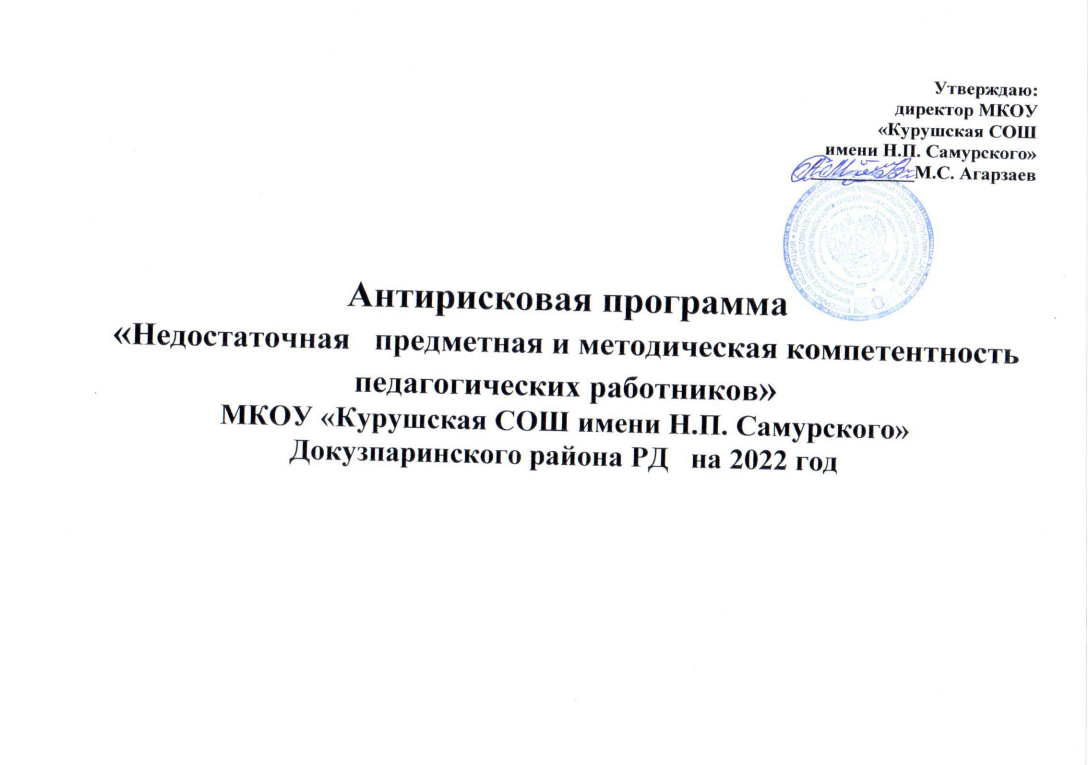 Утверждаю:
директор МКОУ
«Курушская СОШ
имени Н.П. Самурского»
М.С. Агарзаев
Антирисковая программа
«Недостаточная предметная и методическая компетентность
педагогических работников»
МКОУ «Курушская СОШ имени Н.П. Самурского»
Докузпаринского района РД на 2022 год